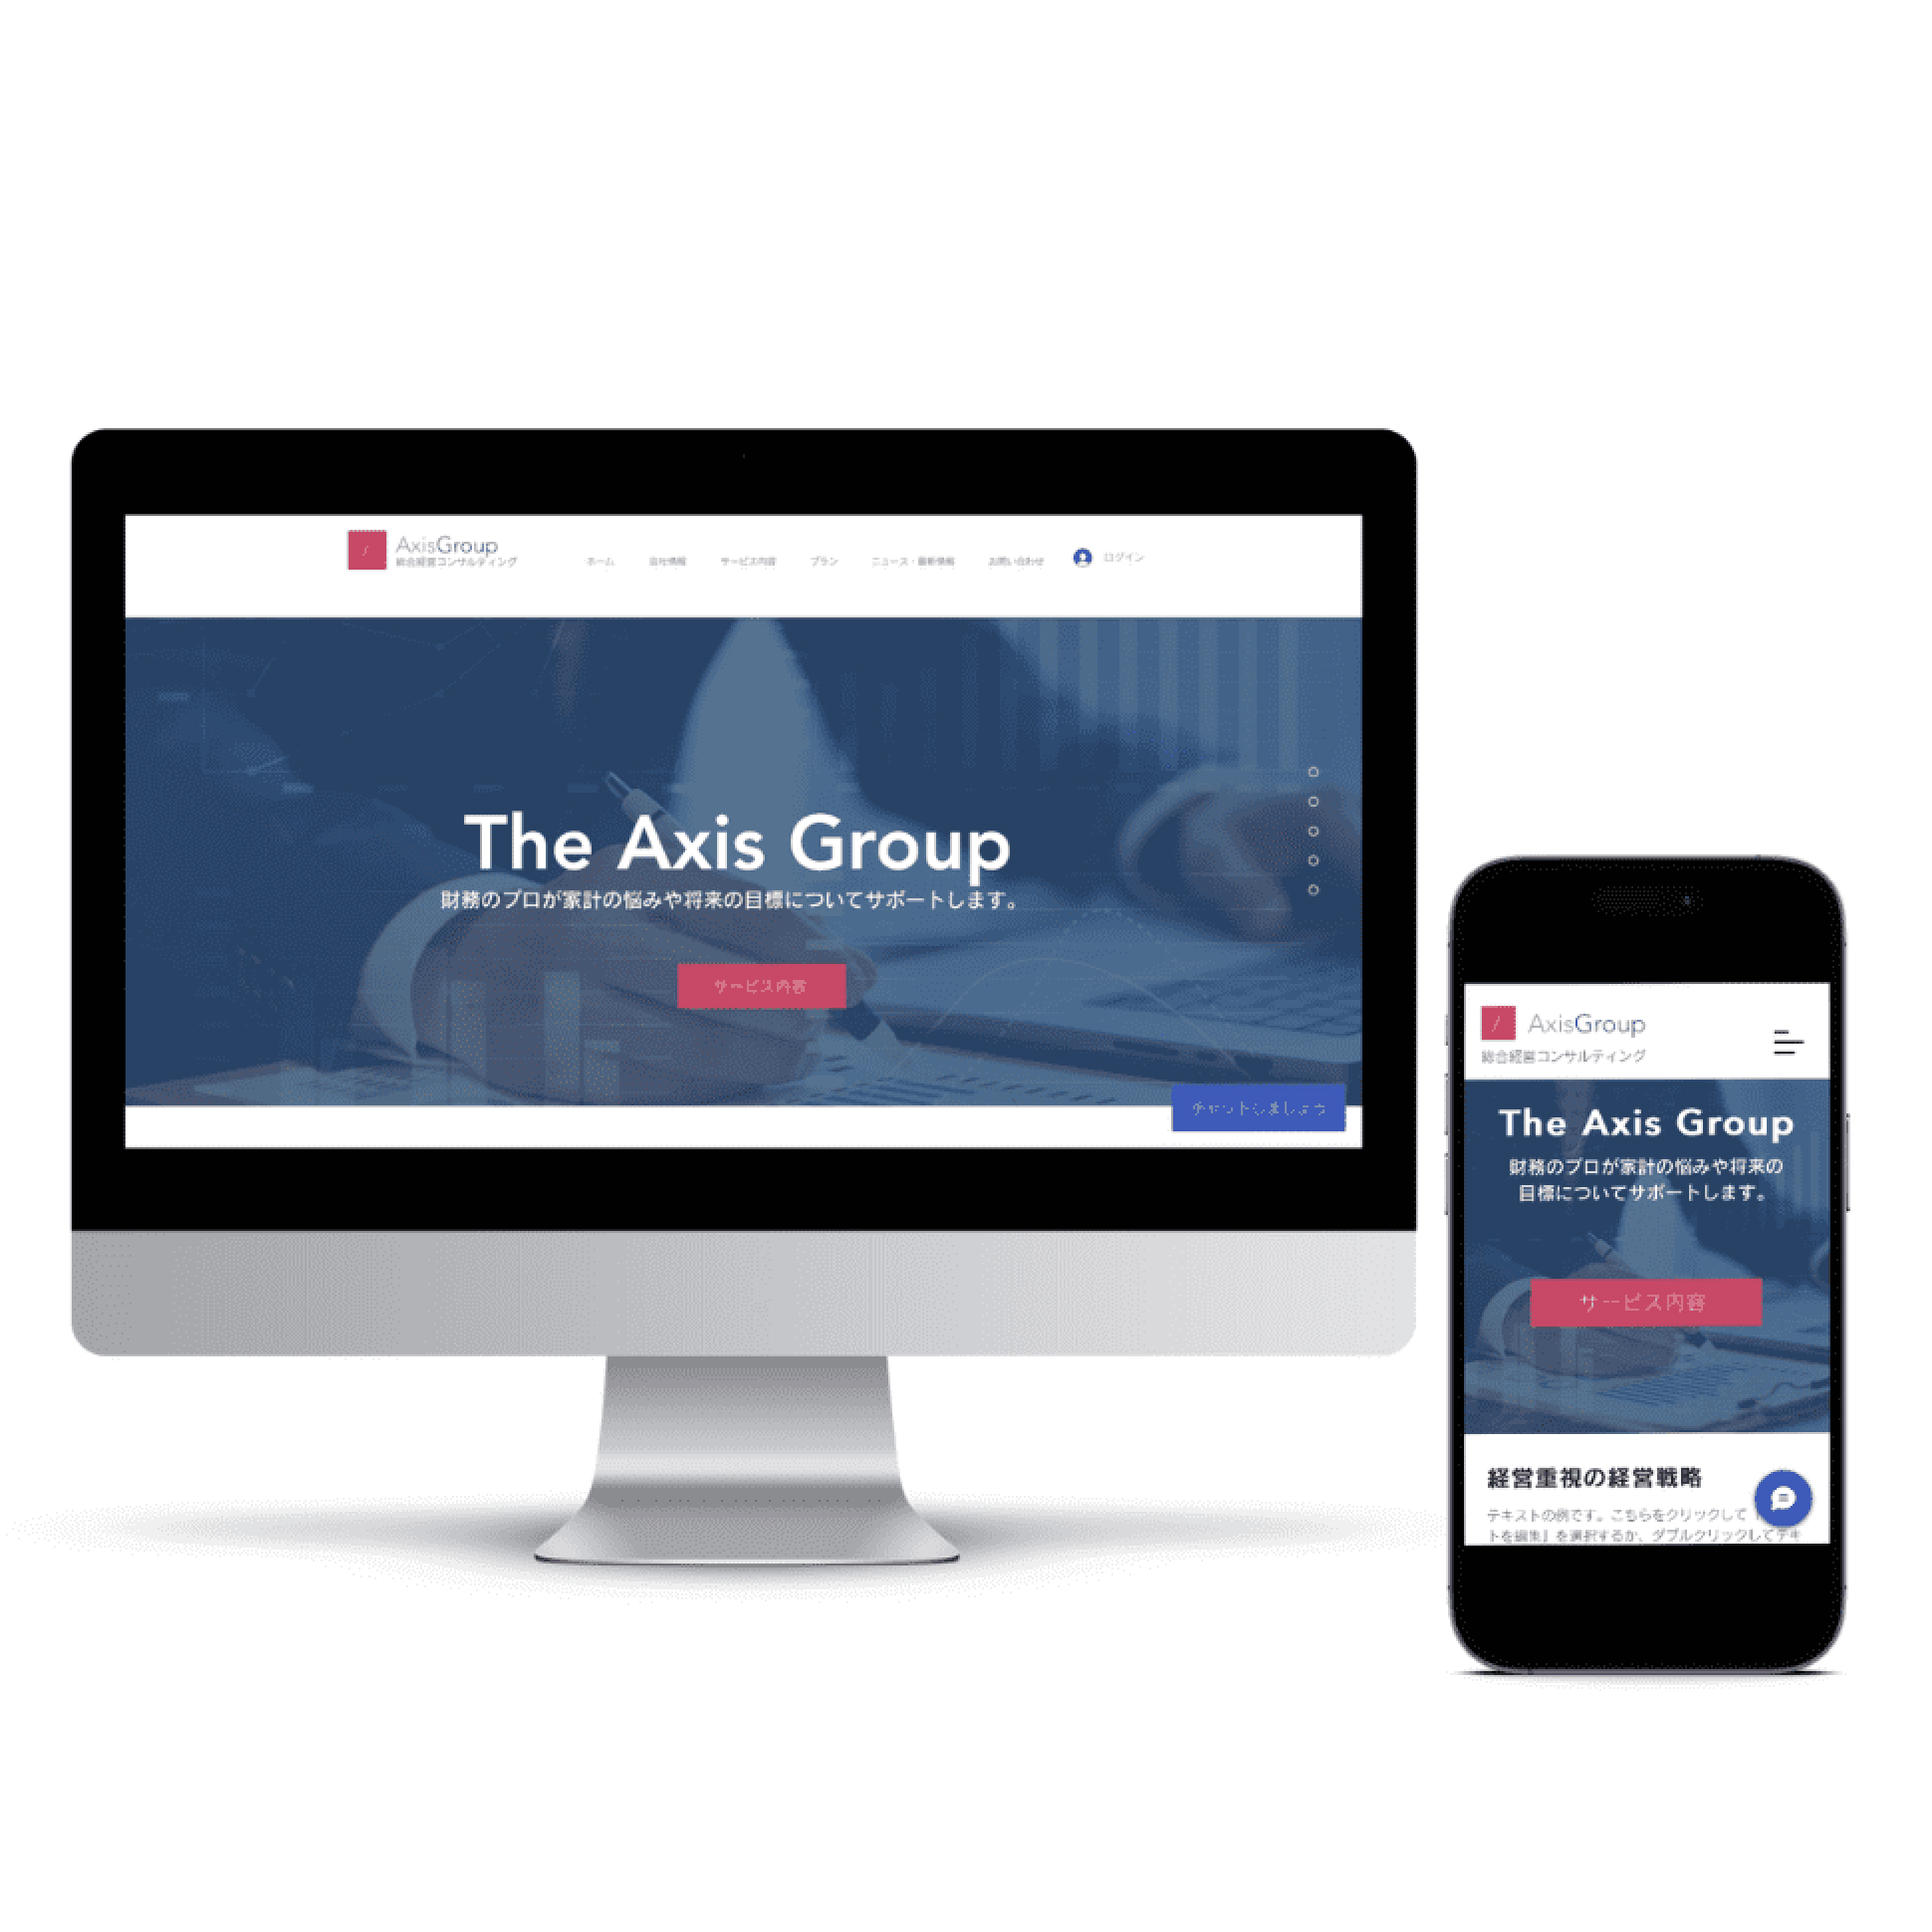 AxisGroup
総合経営コンサルティング
ホーム 会社情報 サービス内容 プラン ニュース・最新情報 お問い合わせ ログイン
The Axis Group
財務のプロが家計の悩みや将来の目標についてサポートします。
サービス内容
チャットしましょう
AxisGroup
総合経営コンサルティング
The Axis Group
財務のプロが家計の悩みや将来の
目標についてサポートします。
サービス内容
経営重視の経営戦略
テキストの例です。こちらをクリックして
トを編集」を選択するか、ダブルクリックしてテキ